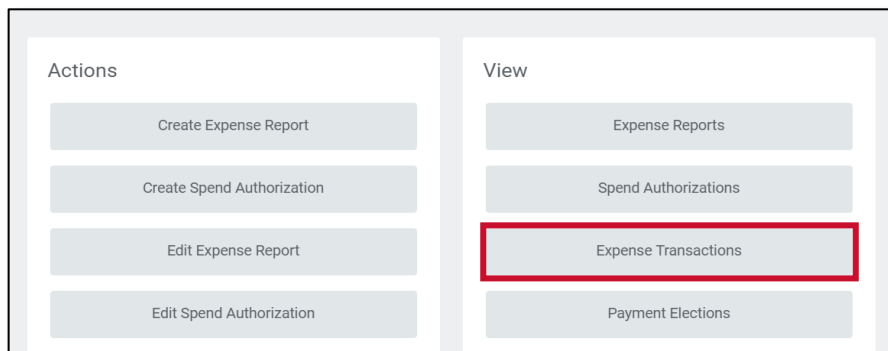 Actions
Create Expense Report
Create Spend Authorization
Edit Expense Report
Edit Spend Authorization
View
Expense Reports
Spend Authorizations
Expense Transactions
Payment Elections